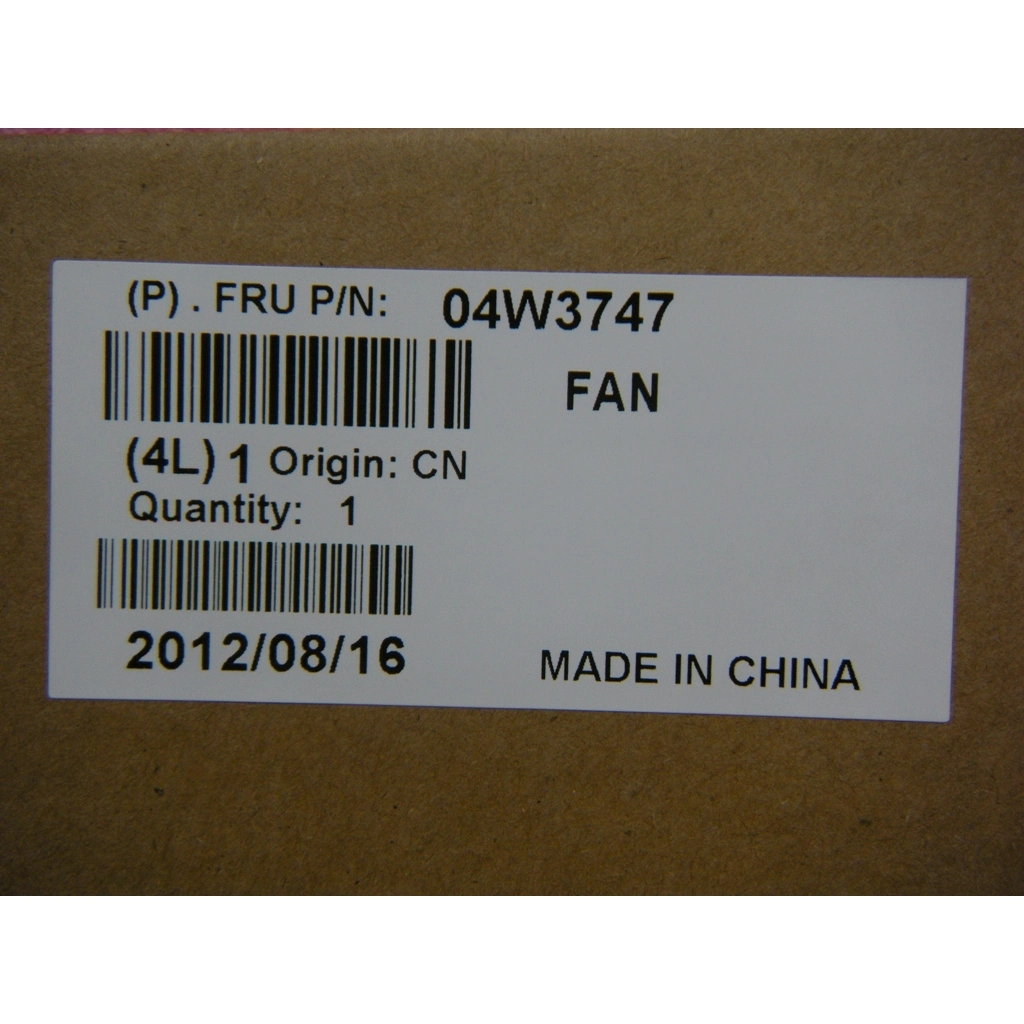 (P) . FRU P/N: 04W3747
FAN
(4L) 1 Origin: CN
Quantity: 1
2012/08/16
MADE IN CHINA